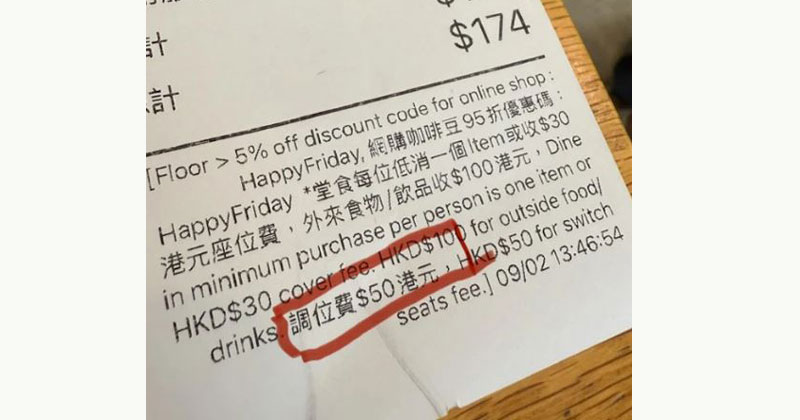 計
$174
計
[Floor > 5% off discount code for online shop :
HappyFriday, 網購咖啡豆95折優惠碼：
HappyFriday *堂食每位低消一個Item或收$30
港元座位費，外來食物/飲品收$100港元，Dine
in minimum purchase per person is one item or
HKD$30 cover fee. HKD$100 for outside food/
drinks. 調位費$50港元，HKD$50 for switch
seats fee.] 09/02 13:46:54